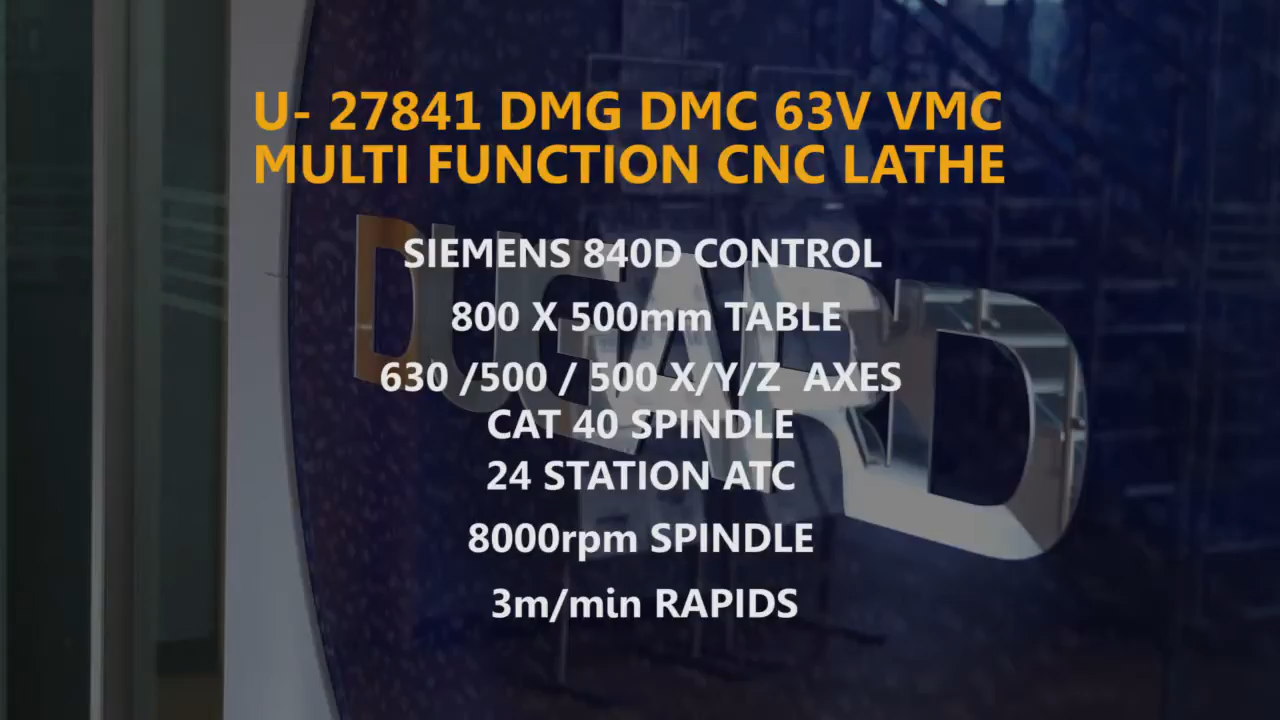 U- 27841 DMG DMC 63V VMC
MULTI FUNCTION CNC LATHE
DUGARD
SIEMENS 840D CONTROL
800 X 500mm TABLE
630 /500 / 500 X/Y/Z  AXES
CAT 40 SPINDLE
24 STATION ATC
8000rpm SPINDLE
3m/min RAPIDS